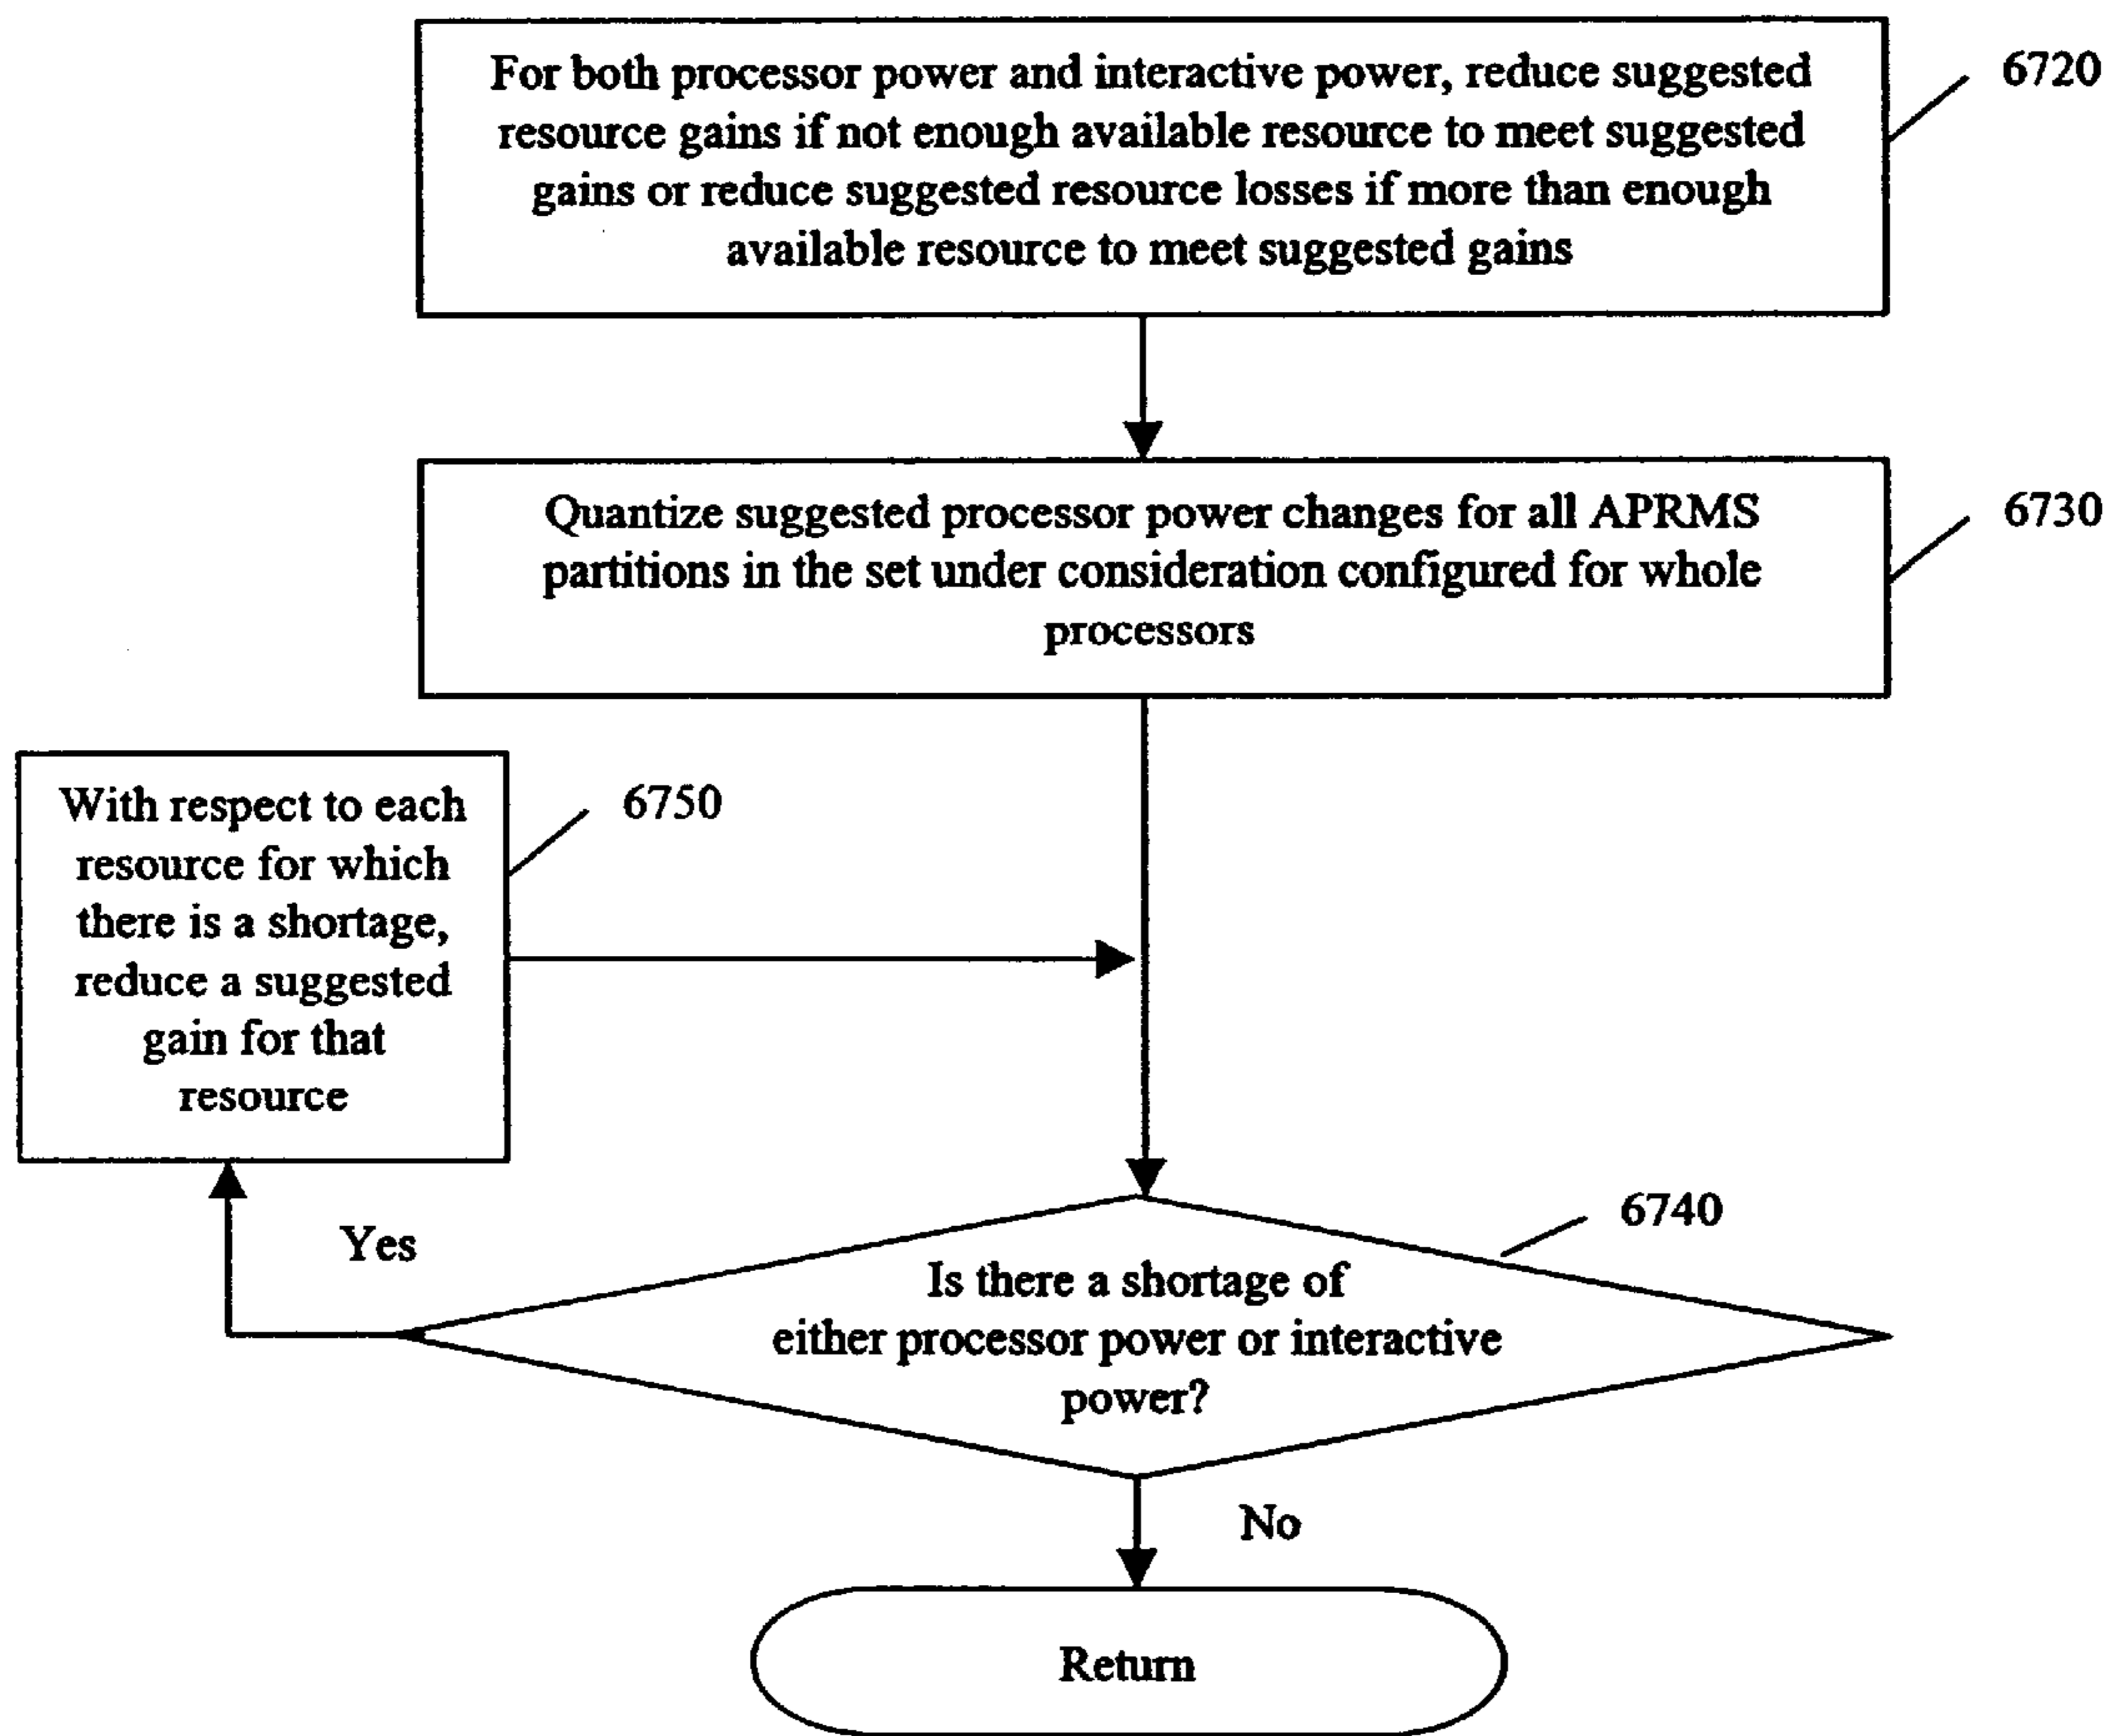 For both processor power and interactive power, reduce suggested
resource gains if not enough available resource to meet suggested
gains or reduce suggested resource losses if more than enough
available resource to meet suggested gains
6720
Quantize suggested processor power changes for all APRMS
partitions in the set under consideration configured for whole
processors
6730
With respect to each
resource for which
there is a shortage,
reduce a suggested
gain for that
resource
6750
Yes
6740
Is there a shortage of
either processor power or interactive
power?
No
Return